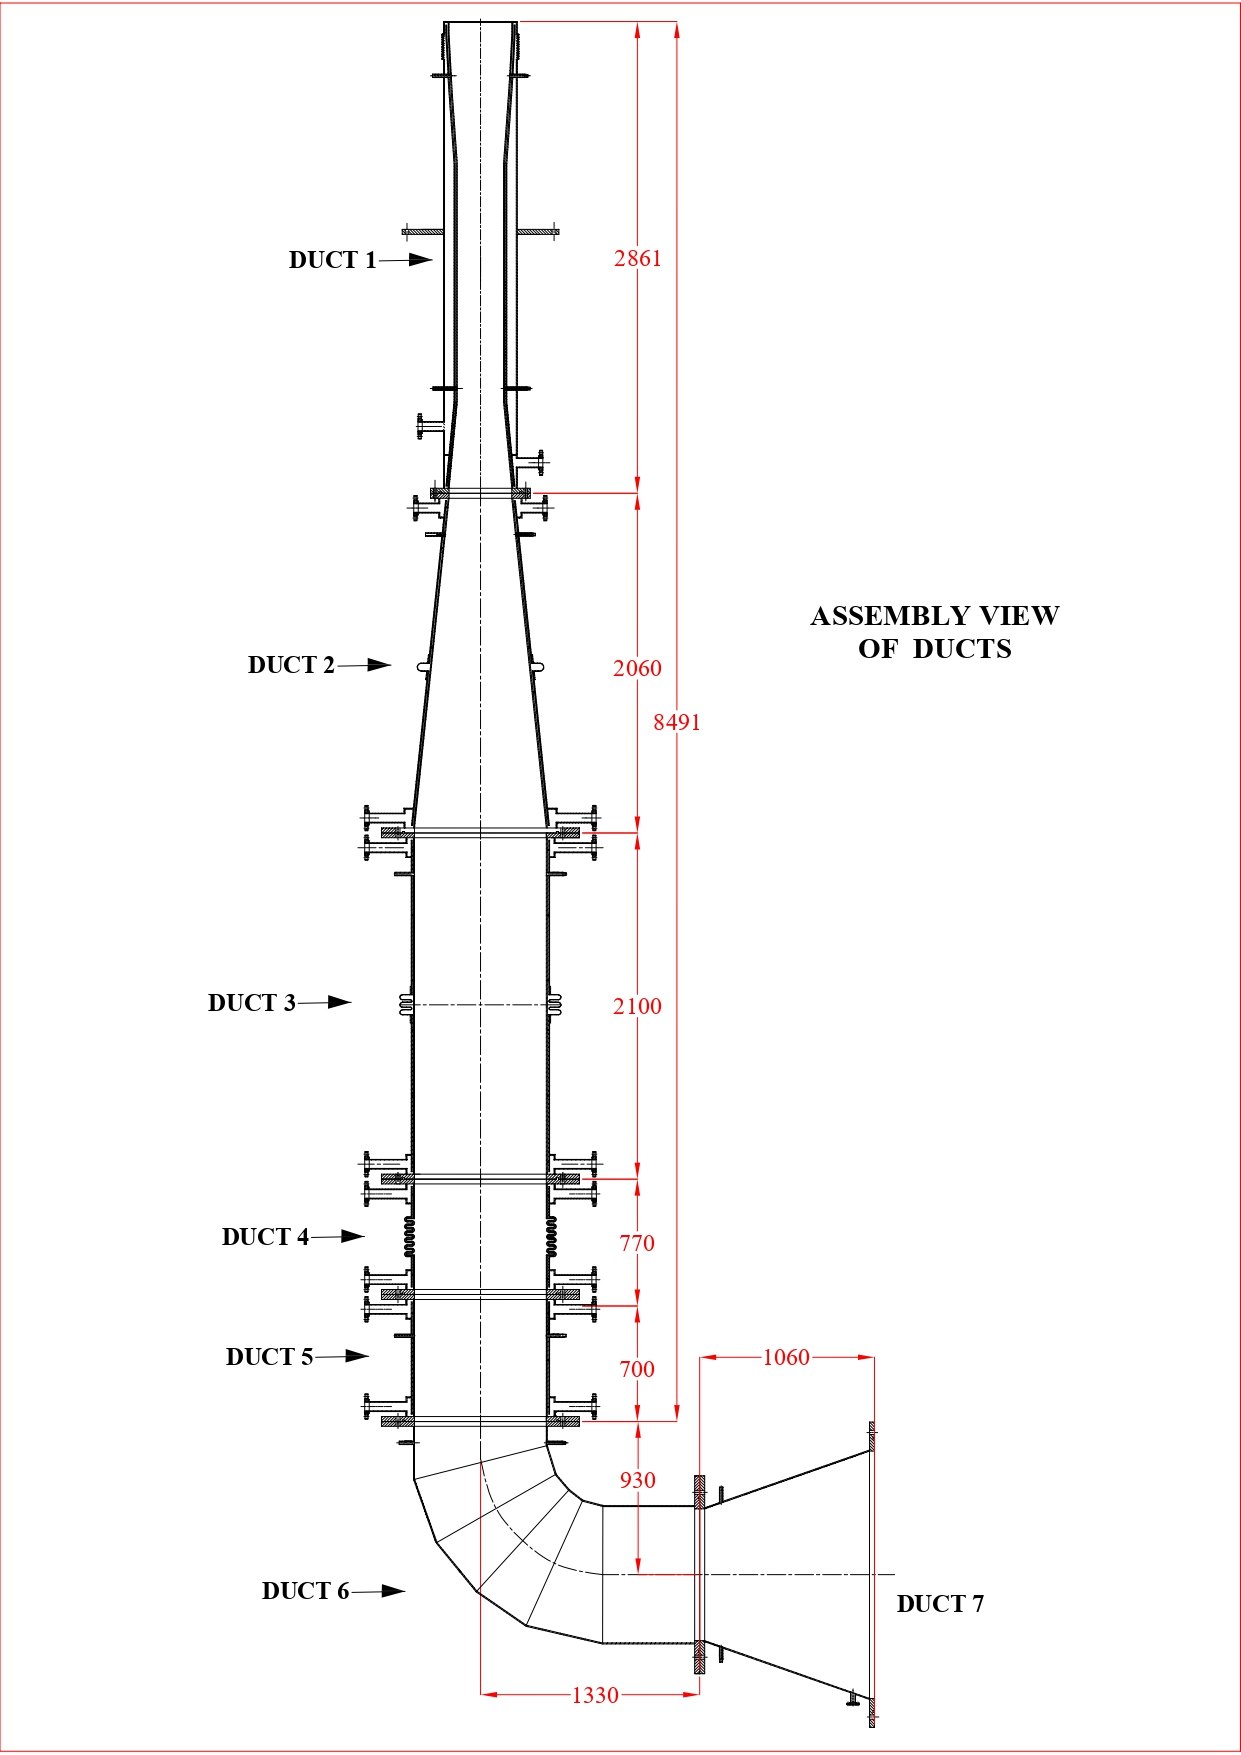 DUCT 1
2861
ASSEMBLY VIEW
OF DUCTS
DUCT 2
2060
8491
DUCT 3
2100
DUCT 4
770
DUCT 5
1060
700
930
DUCT 6
DUCT 7
1330